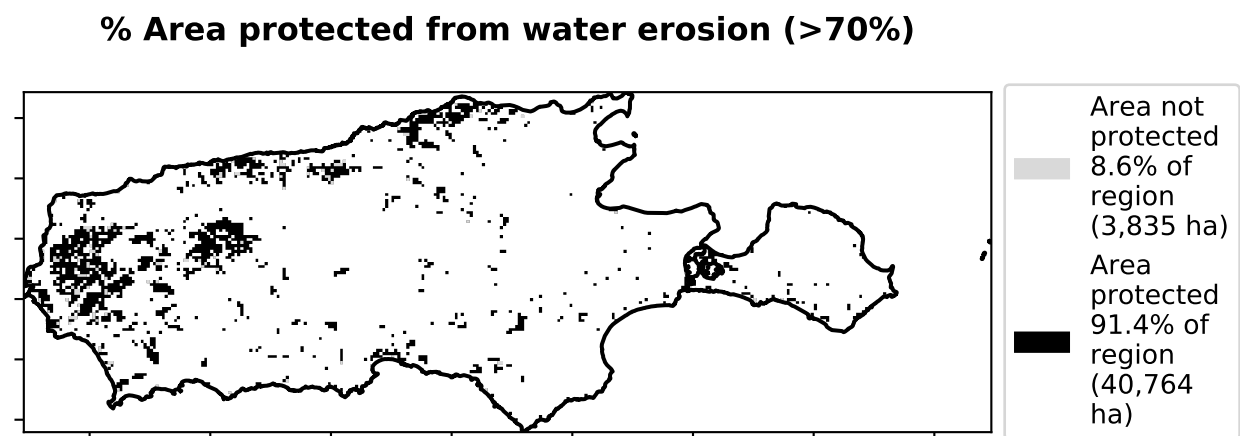 % Area protected from water erosion (>70%)
Area not
protected
8.6% of
region
(3,835 ha)
Area
protected
91.4% of
region
(40,764
ha)